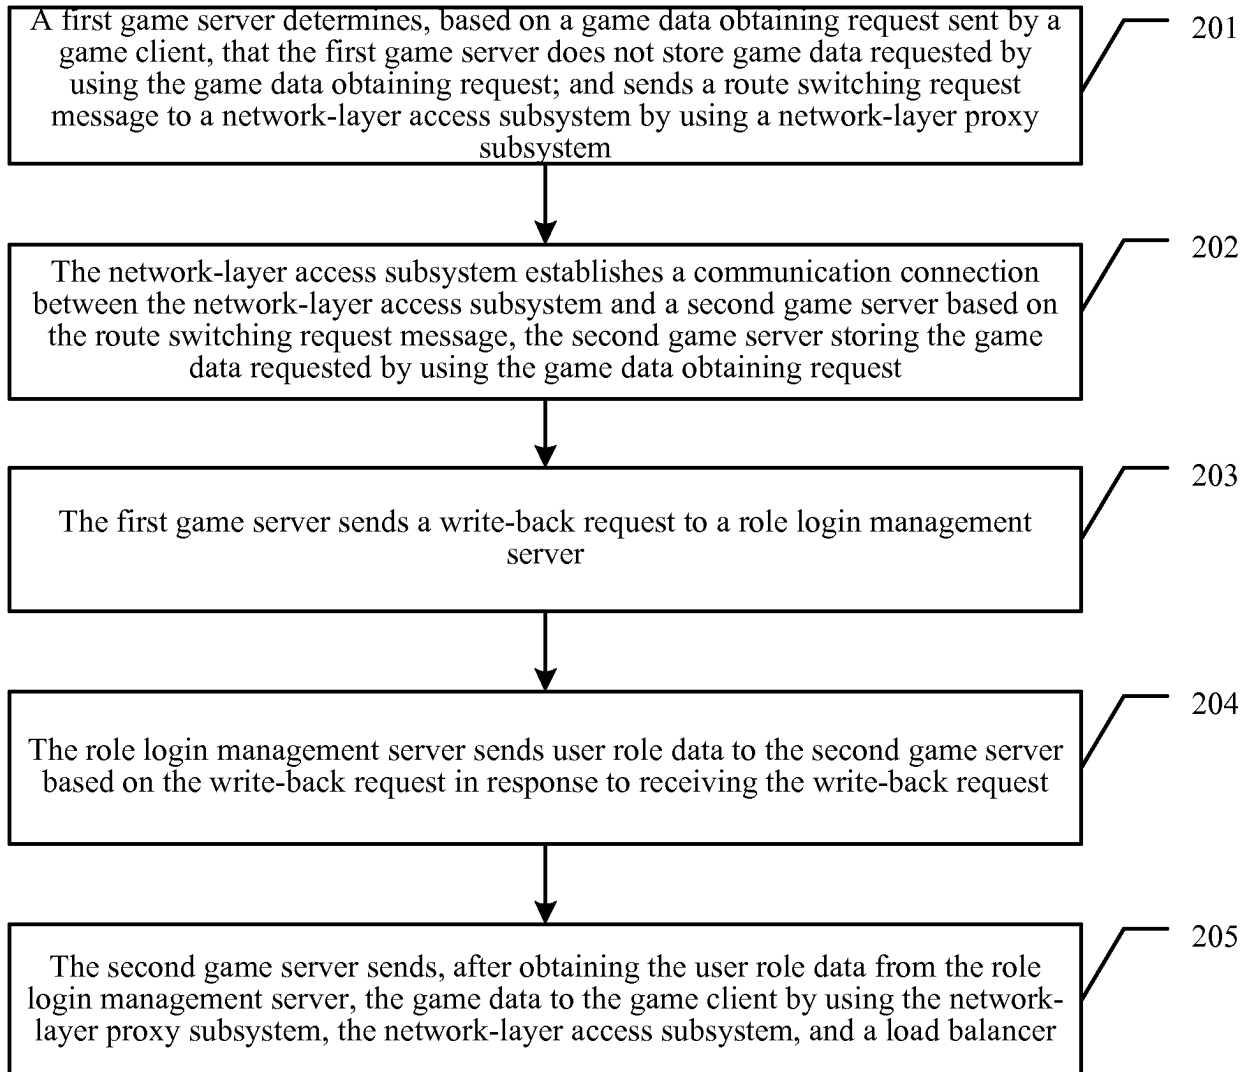 A first game server determines, based on a game data obtaining request sent by a
game client, that the first game server does not store game data requested by
using the game data obtaining request; and sends a route switching request
message to a network-layer access subsystem by using a network-layer proxy
subsystem
201
The network-layer access subsystem establishes a communication connection
between the network-layer access subsystem and a second game server based on
the route switching request message, the second game server storing the game
data requested by using the game data obtaining request
202
The first game server sends a write-back request to a role login management
server
203
The role login management server sends user role data to the second game server
based on the write-back request in response to receiving the write-back request
204
The second game server sends, after obtaining the user role data from the role
login management server, the game data to the game client by using the network-
layer proxy subsystem, the network-layer access subsystem, and a load balancer
205